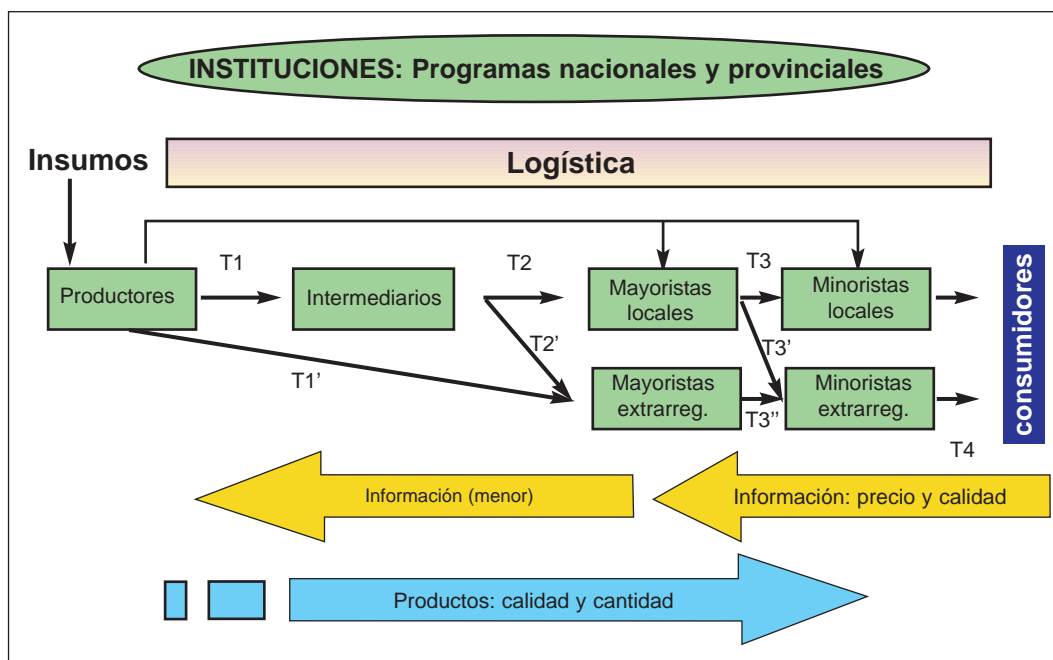 INSTITUCIONES: Programas nacionales y provinciales
Insumos
Logística
T1
T2
T3
Productores
Intermediarios
Mayoristas
locales
Minoristas
locales
T2’
T3’
T1’
Mayoristas
extrarreg.
Minoristas
extrarreg.
T3’’
T4
consumidores
Información (menor)
Información: precio y calidad
Productos: calidad y cantidad